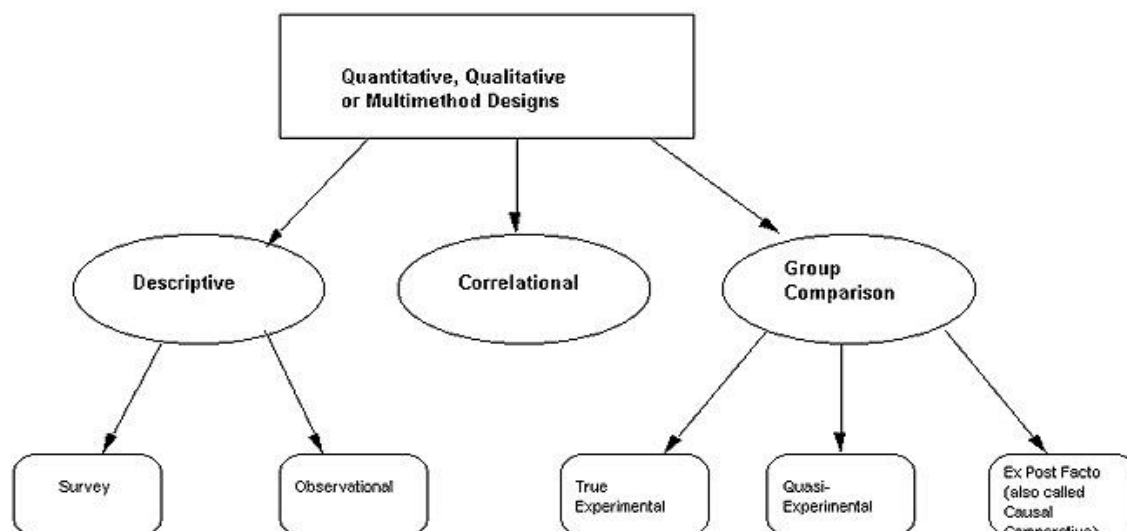 Quantitative, Qualitative
or Multimethod Designs
Descriptive
Correlational
Group
Comparison
Survey
Observational
True
Experimental
Quasi-
Experimental
Ex Post Facto
(also called
Causal
Comparative)